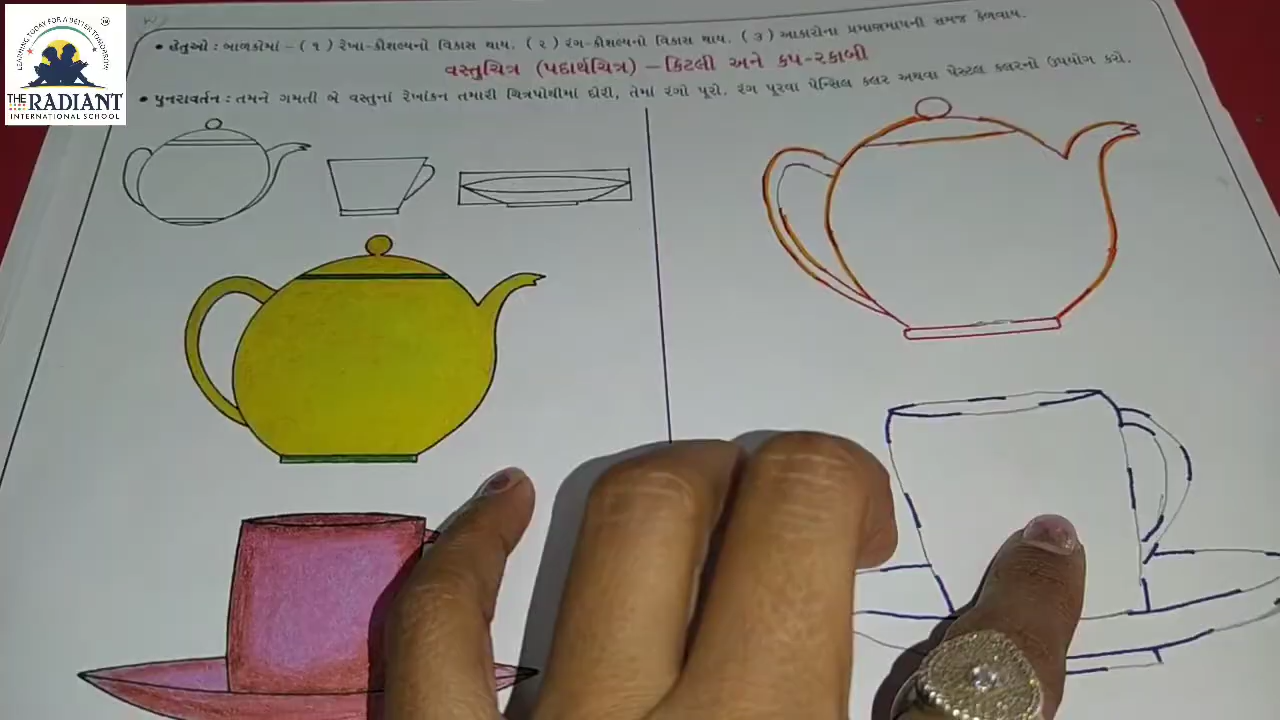 LEARNING TODAY FOR A BETTER TOMORROW
THE RADIANT
INTERNATIONAL SCHOOL
• હેતુઓ : બાળકોમાં – ( ૧ ) રેખા-કૌશલ્યનો વિકાસ થાય. ( ૨ ) રંગ-કૌશલ્યનો વિકાસ થાય. ( ૩ ) આકારોના પ્રમાણમાપની સમજ કેળવાય.
વસ્તુચિત્ર (પદાર્થચિત્ર) – કિટલી અને કપ-રકાબી
• પુનરાવર્તન : તમને ગમતી બે વસ્તુનાં રેખાંકન તમારી ચિત્રપોથીમાં દોરી, તેમાં રંગો પૂરો. રંગ પૂરવા પેન્સિલ કલર અથવા પેસ્ટલ કલરનો ઉપયોગ કરો.